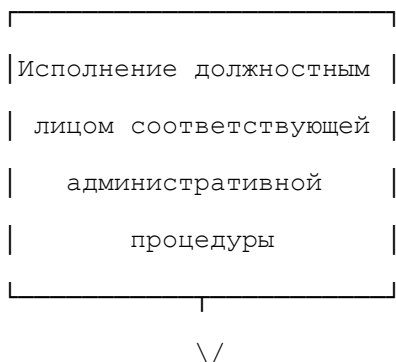 Исполнение должностным
лицом соответствующей
административной
процедуры